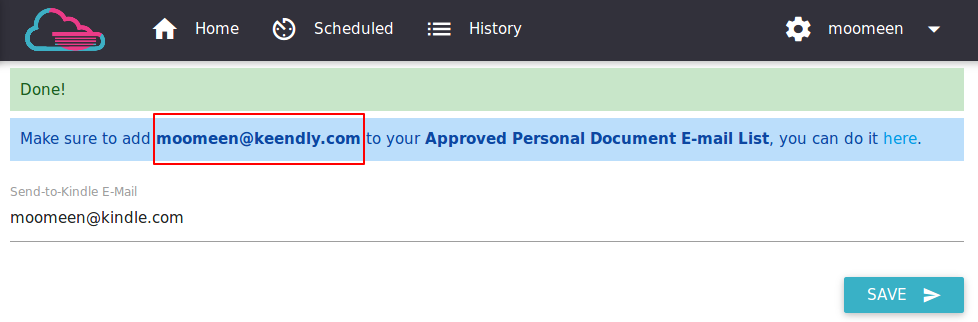 Home Scheduled History moomeen
Done!
Make sure to add moomeen@keendly.com to your Approved Personal Document E-mail List, you can do it here.
Send-to-Kindle E-Mail
moomeen@kindle.com
SAVE